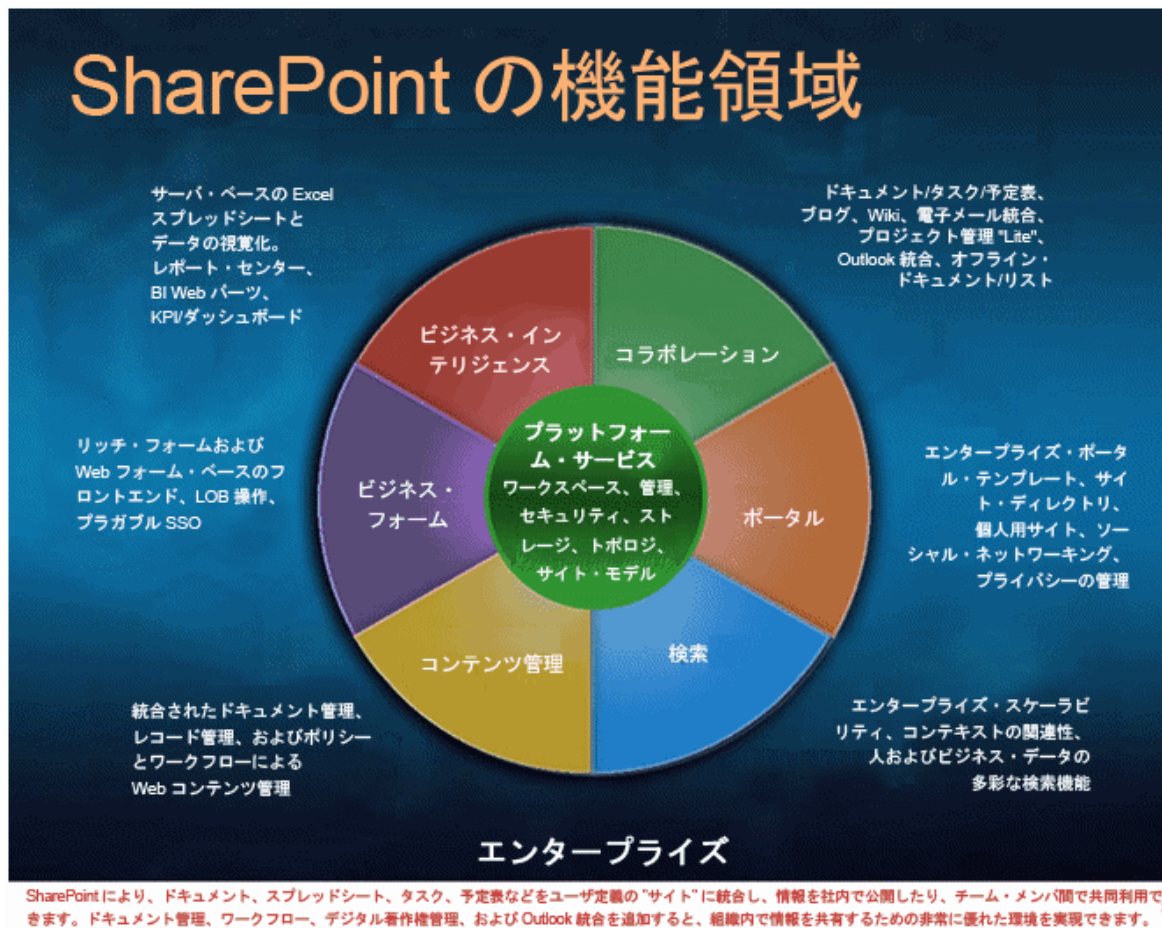 SharePoint の機能領域
サーバ・ベースの Excel
スプレッドシートと
データの視覚化。
レポート・センター、
BI Web パーツ、
KPI/ダッシュボード
ドキュメント/タスク/予定表、
ブログ、Wiki、電子メール統合、
プロジェクト管理 "Lite"、
Outlook 統合、オフライン・
ドキュメント/リスト
ビジネス・イン
テリジェンス
コラボレーション
リッチ・フォームおよび
Web フォーム・ベースのフ
ロントエンド、LOB 操作、
プラガブル SSO
ビジネス・
フォーム
プラットフォー
ム・サービス
ワークスペース、管理、
セキュリティ、スト
レージ、トポロジ、
サイト・モデル
ポータル
エンタープライズ・ポータ
ル・テンプレート、サイ
ト・ディレクトリ、
個人用サイト、ソー
シャル・ネットワーキング、
プライバシーの管理
コンテンツ管理
検索
統合されたドキュメント管理、
レコード管理、およびポリシー
とワークフローによる
Web コンテンツ管理
エンタープライズ・スケーラビ
リティ、コンテキストの関連性、
人およびビジネス・データの
多彩な検索機能
エンタープライズ
SharePoint により、ドキュメント、スプレッドシート、タスク、予定表などをユーザ定義の "サイト" に統合し、情報を社内で公開したり、チーム・メンバ間で共同利用で
きます。ドキュメント管理、ワークフロー、デジタル著作権管理、および Outlook 統合を追加すると、組織内で情報を共有するための非常に優れた環境を実現できます。